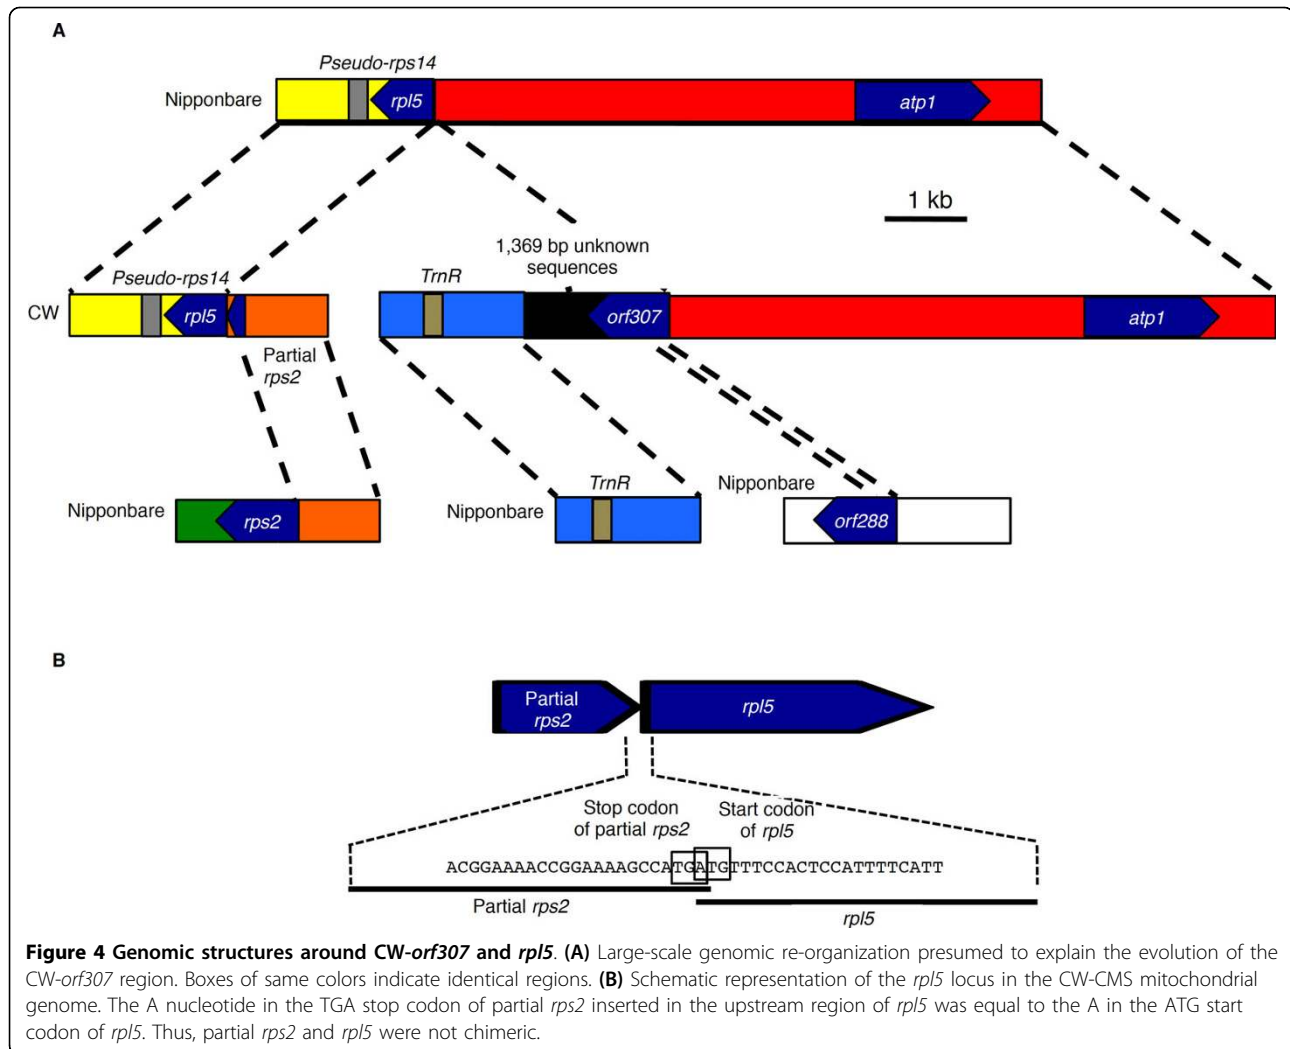 A
Pseudo-rps14
Nipponbare
rpl5
atp1
1 kb
1,369 bp unknown
sequences
Pseudo-rps14
TrnR
CW
rpl5
orf307
atp1
Partial
rps2
TrnR
Nipponbare
Nipponbare
rps2
Nipponbare
orf288
B
Partial
rps2
rpl5
Stop codon
of partial rps2
Start codon
of rpl5
ACGGAAAACCGGAAAAGCCATGATGTTTCCACTCCATTTTCATT
Partial rps2
rpl5
Figure 4 Genomic structures around CW-orf307 and rpl5. (A) Large-scale genomic re-organization presumed to explain the evolution of the
CW-orf307 region. Boxes of same colors indicate identical regions. (B) Schematic representation of the rpl5 locus in the CW-CMS mitochondrial
genome. The A nucleotide in the TGA stop codon of partial rps2 inserted in the upstream region of rpl5 was equal to the A in the ATG start
codon of rpl5. Thus, partial rps2 and rpl5 were not chimeric.